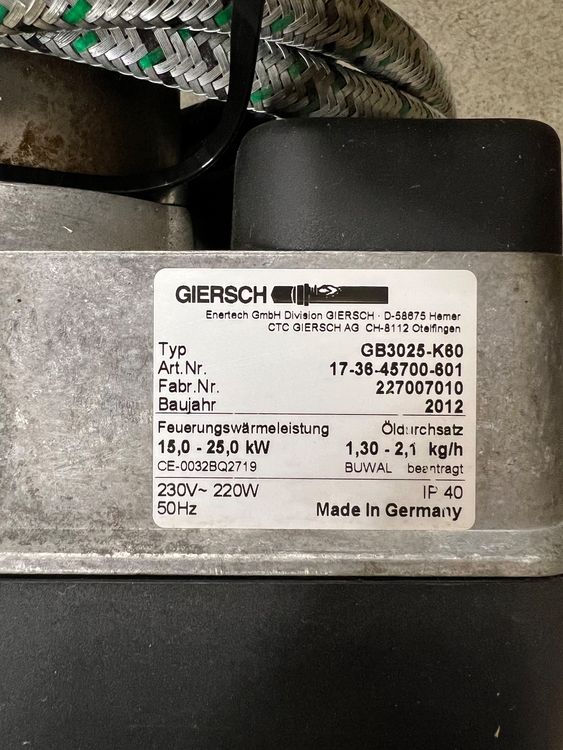 GIERSCH
Enertech GmbH Division GIERSCH · D-58675 Hemer
CTC GIERSCH AG CH-8112 Otelfingen
Typ GB3025-K60
Art.Nr. 17-36-45700-601
Fabr.Nr. 227007010
Baujahr 2012
Feuerungswärmeleistung Öldurchsatz
15,0 - 25,0 kW 1,30 - 2,1 kg/h
CE-0032BQ2719 BUWAL beantragt
230V~ 220W IP 40
50Hz Made In Germany